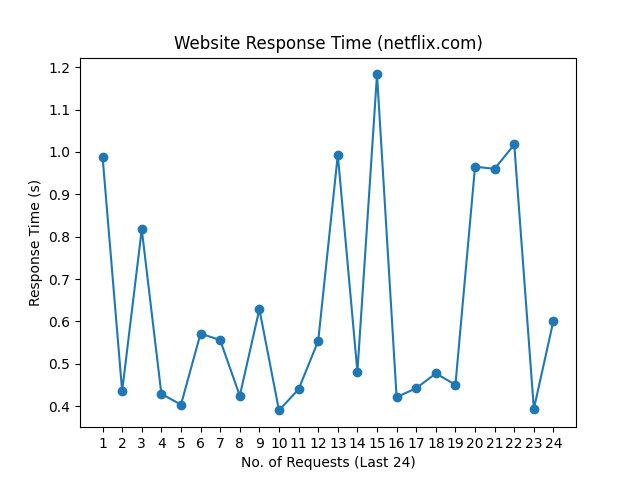 Website Response Time (netflix.com)
1.2
1.1
1.0
0.9
0.8
0.7
0.6
0.5
0.4
Response Time (s)
1 2 3 4 5 6 7 8 9 10 11 12 13 14 15 16 17 18 19 20 21 22 23 24
No. of Requests (Last 24)